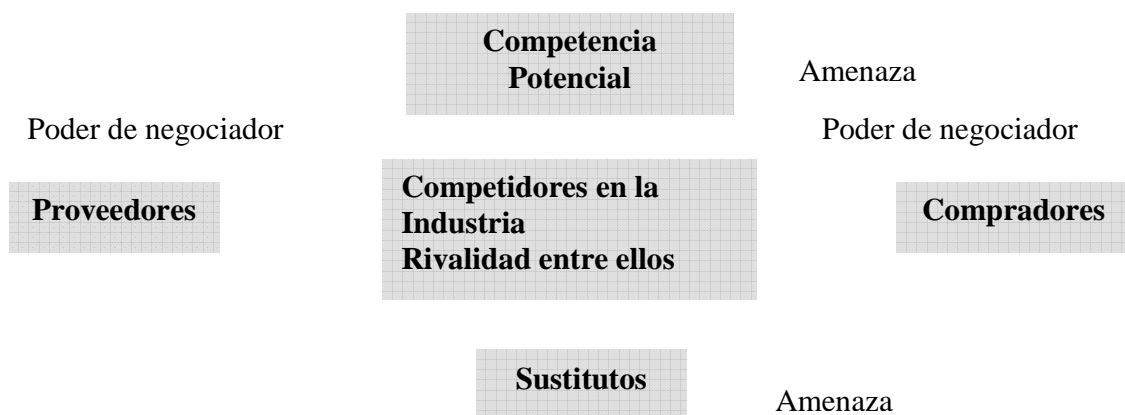 Competencia
Potencial
Amenaza
Poder de negociador
Poder de negociador
Proveedores
Competidores en la
Industria
Rivalidad entre ellos
Compradores
Sustitutos
Amenaza